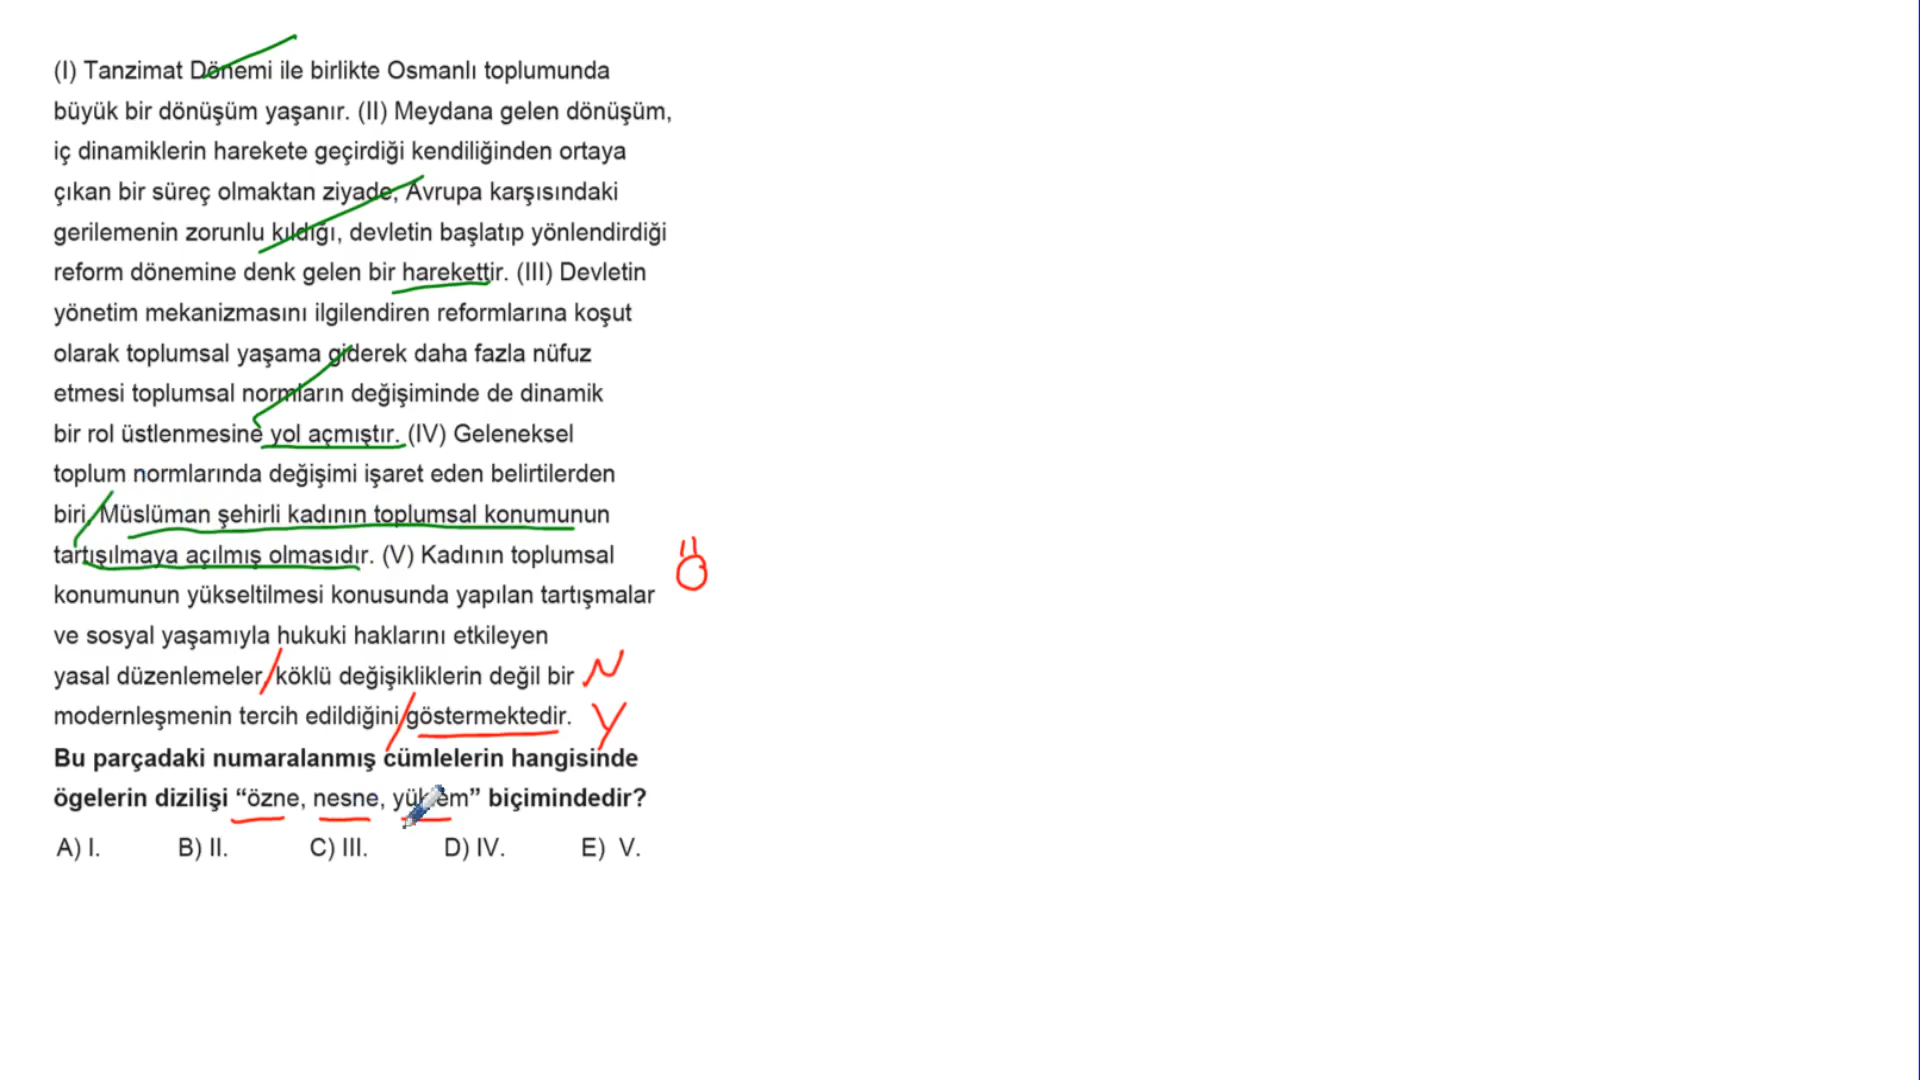 (I) Tanzimat Dönemi ile birlikte Osmanlı toplumunda
büyük bir dönüşüm yaşanır. (II) Meydana gelen dönüşüm,
iç dinamiklerin harekete geçirdiği kendiliğinden ortaya
çıkan bir süreç olmaktan ziyade, Avrupa karşısındaki
gerilemenin zorunlu kıldığı, devletin başlatıp yönlendirdiği
reform dönemine denk gelen bir harekettir. (III) Devletin
yönetim mekanizmasını ilgilendiren reformlarına koşut
olarak toplumsal yaşama giderek daha fazla nüfuz
etmesi toplumsal normların değişiminde de dinamik
bir rol üstlenmesine yol açmıştır. (IV) Geleneksel
toplum normlarında değişimi işaret eden belirtilerden
biri, Müslüman şehirli kadının toplumsal konumunun
tartışılmaya açılmış olmasıdır. (V) Kadının toplumsal
Ö
konumunun yükseltilmesi konusunda yapılan tartışmalar
ve sosyal yaşamıyla hukuki haklarını etkileyen
yasal düzenlemeler, köklü değişikliklerin değil bir N
modernleşmenin tercih edildiğini göstermektedir. Y
Bu parçadaki numaralanmış cümlelerin hangisinde
ögelerin dizilişi “özne, nesne, yüklem” biçimindedir?
A) I. B) II. C) III. D) IV. E) V.